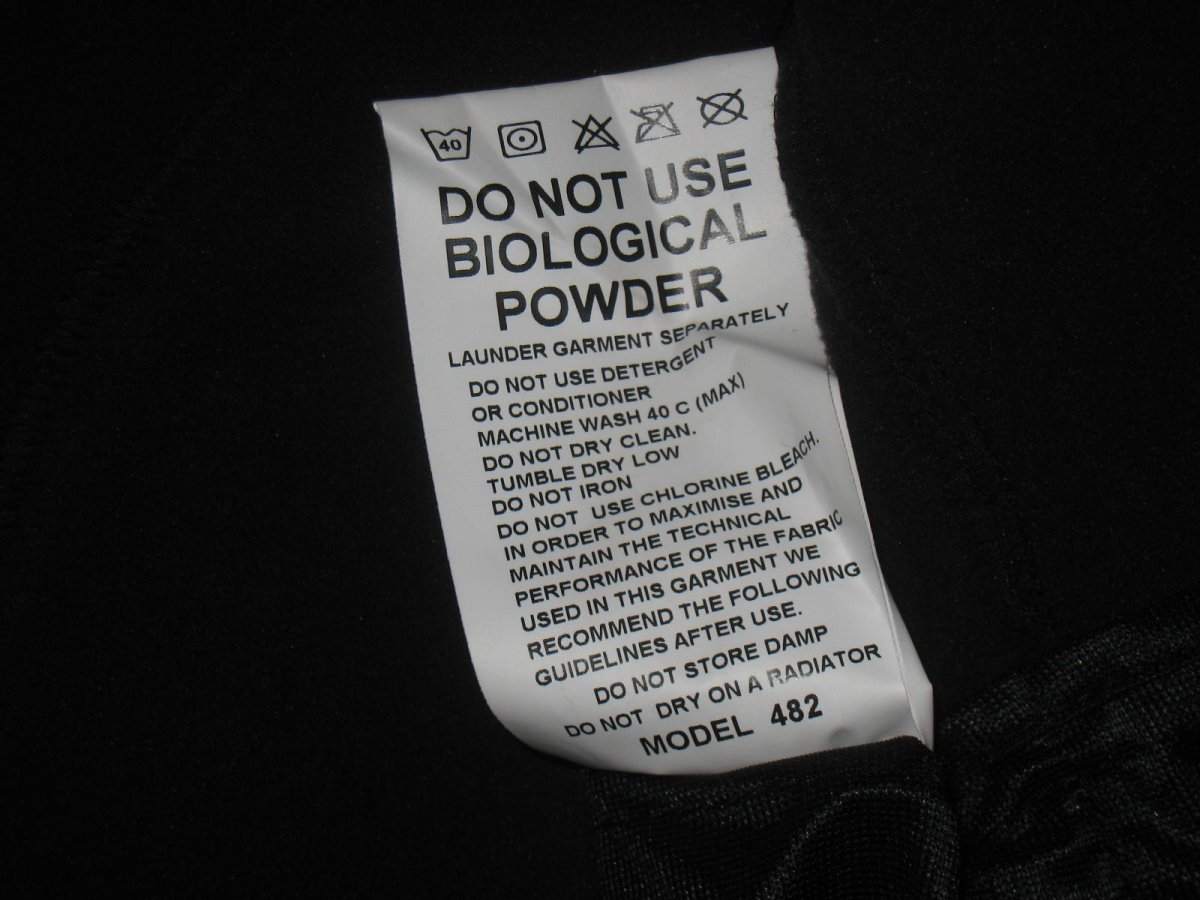 40
DO NOT USE
BIOLOGICAL
POWDER
LAUNDER GARMENT SEPARATELY
DO NOT USE DETERGENT
OR CONDITIONER
MACHINE WASH 40 C (MAX)
DO NOT DRY CLEAN.
TUMBLE DRY LOW
DO NOT IRON
DO NOT USE CHLORINE BLEACH.
IN ORDER TO MAXIMISE AND
MAINTAIN THE TECHNICAL
PERFORMANCE OF THE FABRIC
USED IN THIS GARMENT WE
RECOMMEND THE FOLLOWING
GUIDELINES AFTER USE.
DO NOT STORE DAMP
DO NOT DRY ON A RADIATOR
MODEL 482